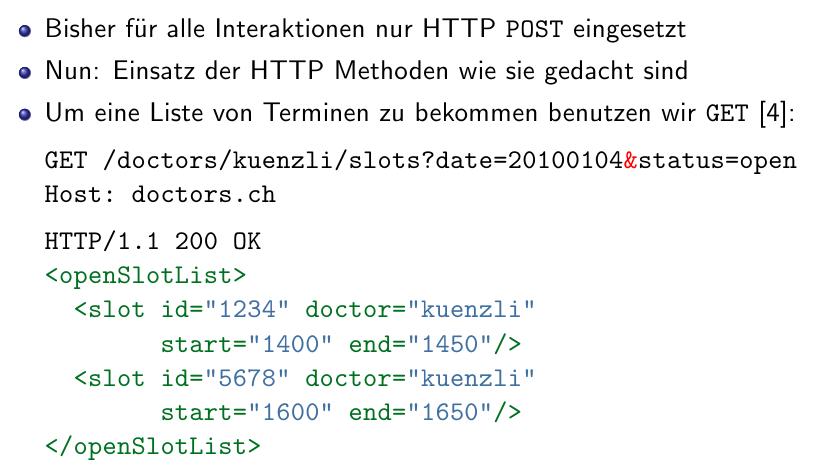 Bisher für alle Interaktionen nur HTTP POST eingesetzt
Nun: Einsatz der HTTP Methoden wie sie gedacht sind
Um eine Liste von Terminen zu bekommen benutzen wir GET [4]:
GET /doctors/kuenzli/slots?date=20100104&status=open
Host: doctors.ch
HTTP/1.1 200 OK
<openSlotList>
<slot id="1234" doctor="kuenzli"
start="1400" end="1450"/>
<slot id="5678" doctor="kuenzli"
start="1600" end="1650"/>
</openSlotList>